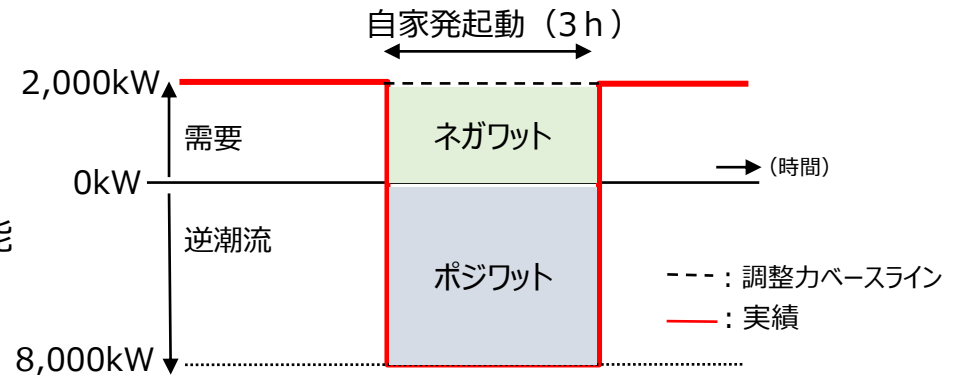 自家発起動（3ｈ）
2,000kW
需要
ネガワット
0kW
（時間）
能
逆潮流
ポジワット
：調整力ベースライン
：実績
8,000kW